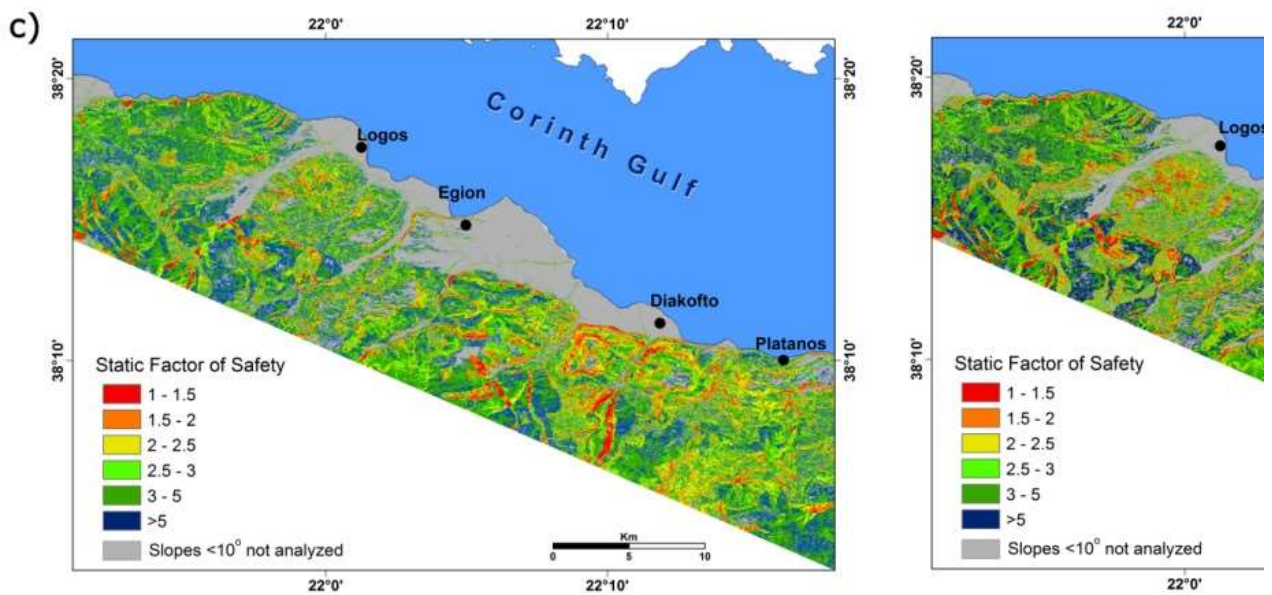 c)
22°0'
22°10'
38°20'
38°20'
Corinth Gulf
Logos
Egion
Diakofto
Platanos
38°10'
38°10'
Static Factor of Safety
1 - 1.5
1.5 - 2
2 - 2.5
2.5 - 3
3 - 5
>5
Slopes <10° not analyzed
Km
0 5 10
22°0'
22°10'
22°0'
38°20'
Logos
38°10'
Static Factor of Safety
1 - 1.5
1.5 - 2
2 - 2.5
2.5 - 3
3 - 5
>5
Slopes <10° not analyzed
22°0'